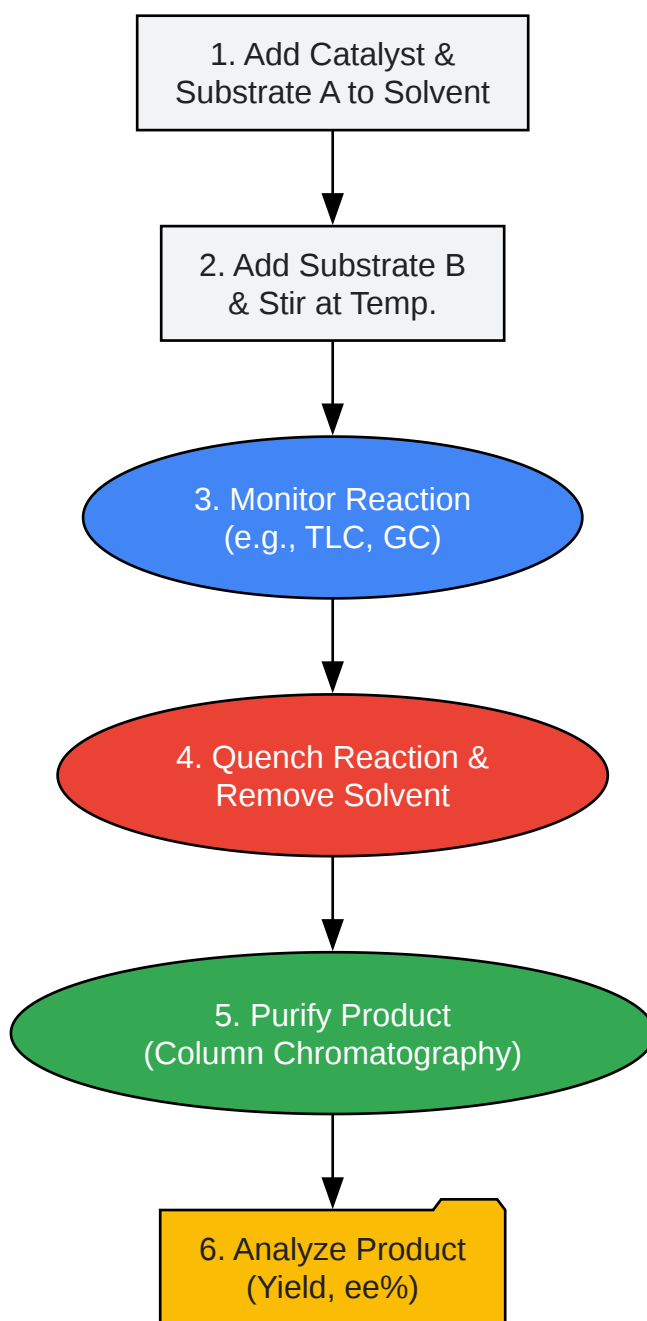 1. Add Catalyst &
Substrate A to Solvent
2. Add Substrate B
& Stir at Temp.
3. Monitor Reaction
(e.g., TLC, GC)
4. Quench Reaction &
Remove Solvent
5. Purify Product
(Column Chromatography)
6. Analyze Product
(Yield, ee%)